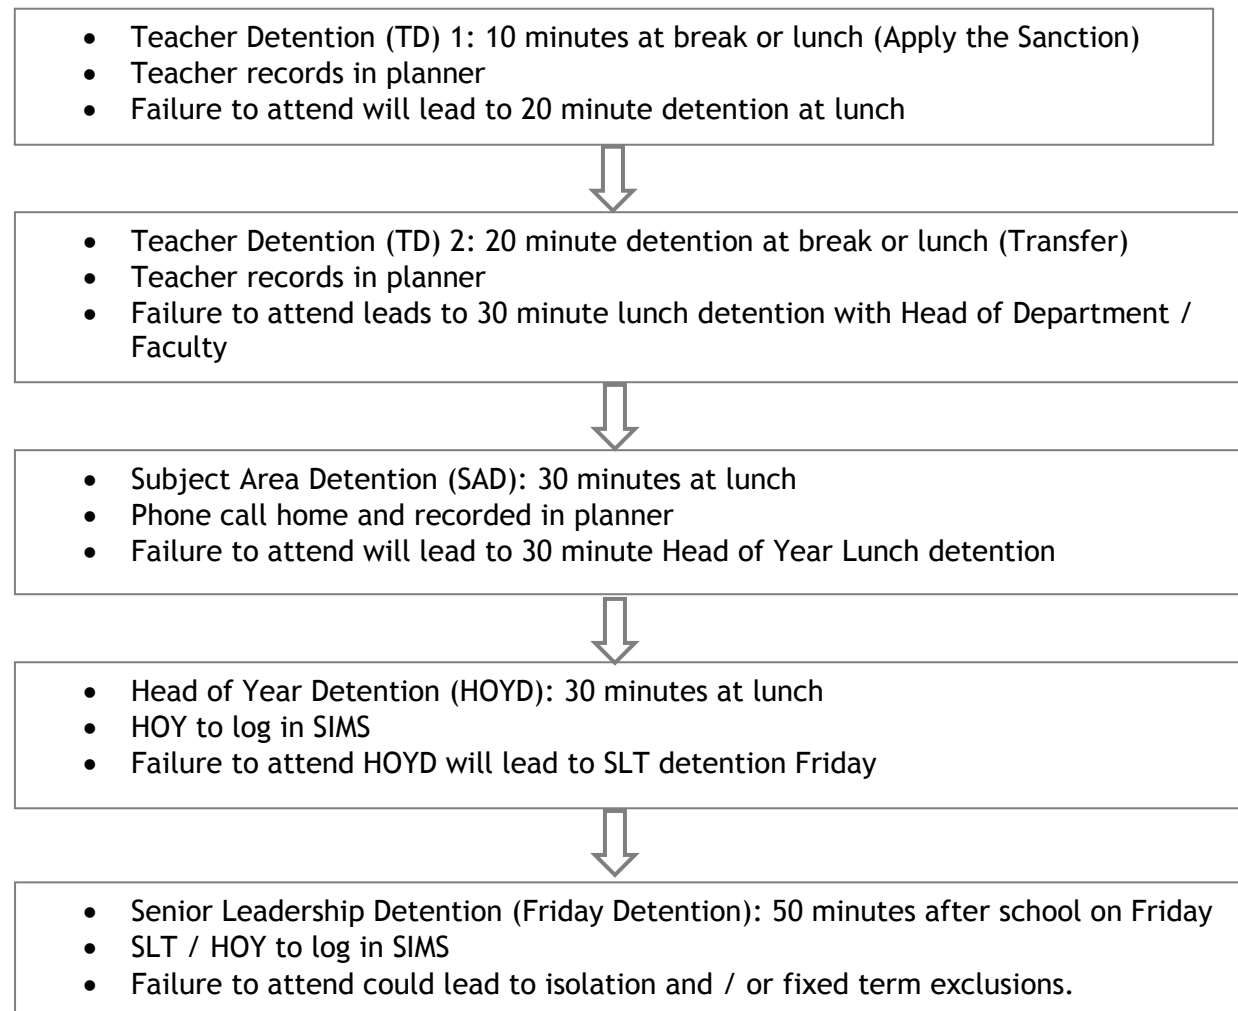 • Teacher Detention (TD) 1: 10 minutes at break or lunch (Apply the Sanction)
• Teacher records in planner
• Failure to attend will lead to 20 minute detention at lunch
• Teacher Detention (TD) 2: 20 minute detention at break or lunch (Transfer)
• Teacher records in planner
• Failure to attend leads to 30 minute lunch detention with Head of Department /
Faculty
• Subject Area Detention (SAD): 30 minutes at lunch
• Phone call home and recorded in planner
• Failure to attend will lead to 30 minute Head of Year Lunch detention
• Head of Year Detention (HOYD): 30 minutes at lunch
• HOY to log in SIMS
• Failure to attend HOYD will lead to SLT detention Friday
• Senior Leadership Detention (Friday Detention): 50 minutes after school on Friday
• SLT / HOY to log in SIMS
• Failure to attend could lead to isolation and / or fixed term exclusions.